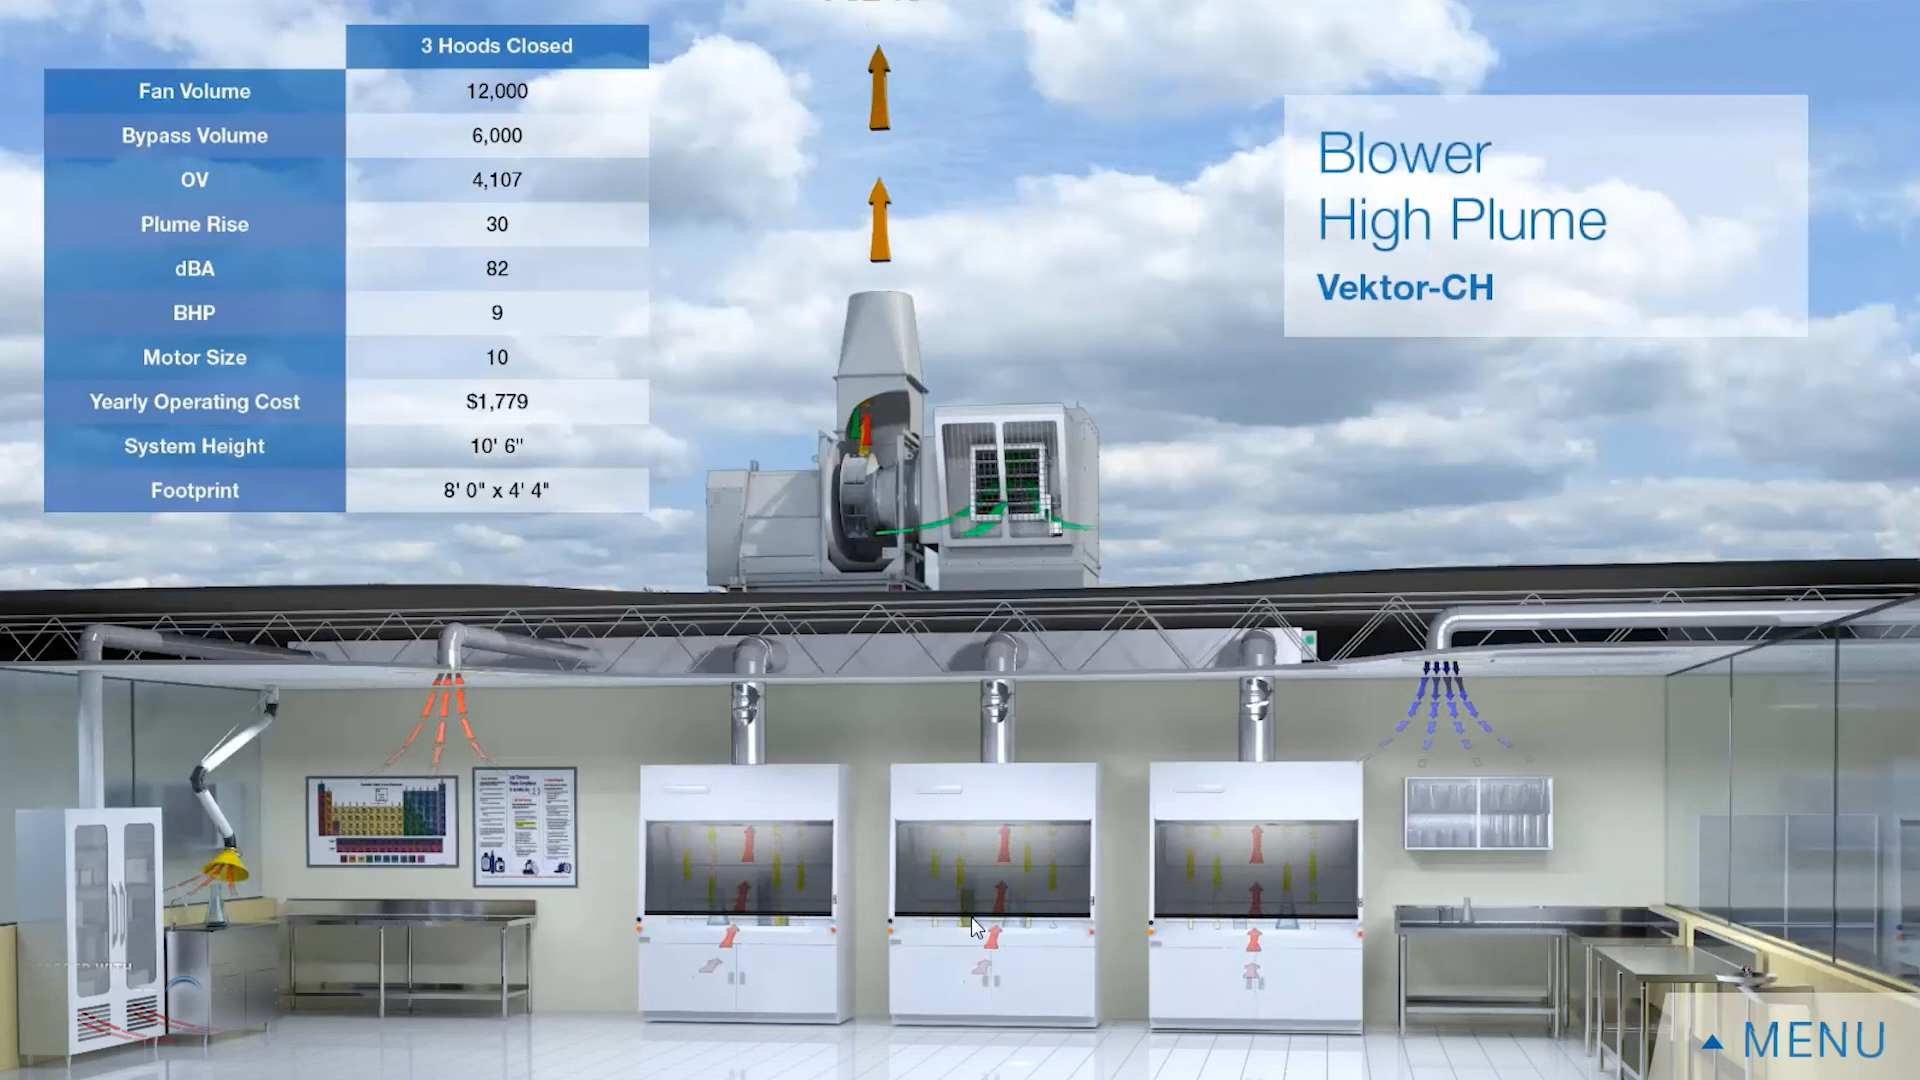 3 Hoods Closed
Fan Volume 12,000
Bypass Volume 6,000
OV 4,107
Plume Rise 30
dBA 82
BHP 9
Motor Size 10
Yearly Operating Cost $1,779
System Height 10' 6"
Footprint 8' 0" x 4' 4"
Blower
High Plume
Vektor-CH
MENU